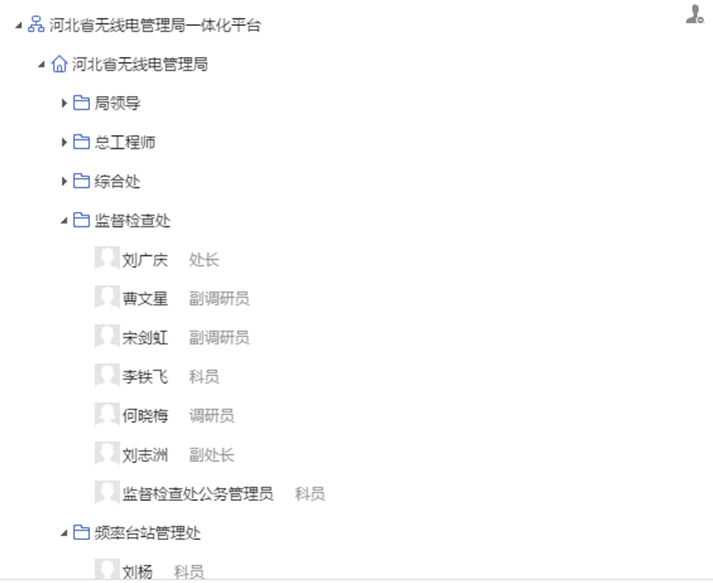 河北省无线电管理局一体化平台
河北省无线电管理局
局领导
总工程师
综合处
监督检查处
刘广庆 处长
曹文星 副调研员
宋剑虹 副调研员
李铁飞 科员
何晓梅 调研员
刘志洲 副处长
监督检查处公务管理员 科员
频率台站管理处
刘杨 科员